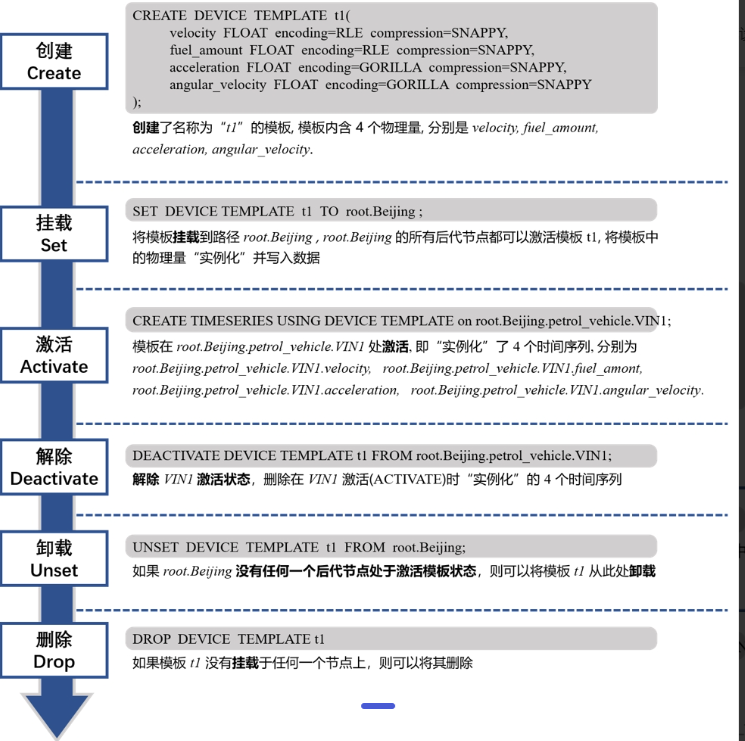 创建
Create
CREATE DEVICE TEMPLATE t1(
velocity FLOAT encoding=RLE compression=SNAPPY,
fuel_amount FLOAT encoding=RLE compression=SNAPPY,
acceleration FLOAT encoding=GORILLA compression=SNAPPY,
angular_velocity FLOAT encoding=GORILLA compression=SNAPPY
);
创建了名称为“t1”的模板, 模板内含 4 个物理量, 分别是 velocity, fuel_amount,
acceleration, angular_velocity.
挂载
Set
SET DEVICE TEMPLATE t1 TO root.Beijing ;
将模板挂载到路径 root.Beijing , root.Beijing 的所有后代节点都可以激活模板 t1, 将模板中
的物理量“实例化”并写入数据
激活
Activate
CREATE TIMESERIES USING DEVICE TEMPLATE on root.Beijing.petrol_vehicle.VIN1;
模板在 root.Beijing.petrol_vehicle.VIN1 处激活, 即“实例化”了 4 个时间序列, 分别为
root.Beijing.petrol_vehicle.VIN1.velocity, root.Beijing.petrol_vehicle.VIN1.fuel_amont,
root.Beijing.petrol_vehicle.VIN1.acceleration, root.Beijing.petrol_vehicle.VIN1.angular_velocity.
解除
Deactivate
DEACTIVATE DEVICE TEMPLATE t1 FROM root.Beijing.petrol_vehicle.VIN1;
解除 VIN1 激活状态，删除在 VIN1 激活(ACTIVATE)时“实例化”的 4 个时间序列
卸载
Unset
UNSET DEVICE TEMPLATE t1 FROM root.Beijing;
如果 root.Beijing 没有任何一个后代节点处于激活模板状态，则可以将模板 t1 从此处卸载
删除
Drop
DROP DEVICE TEMPLATE t1
如果模板 t1 没有挂载于任何一个节点上，则可以将其删除